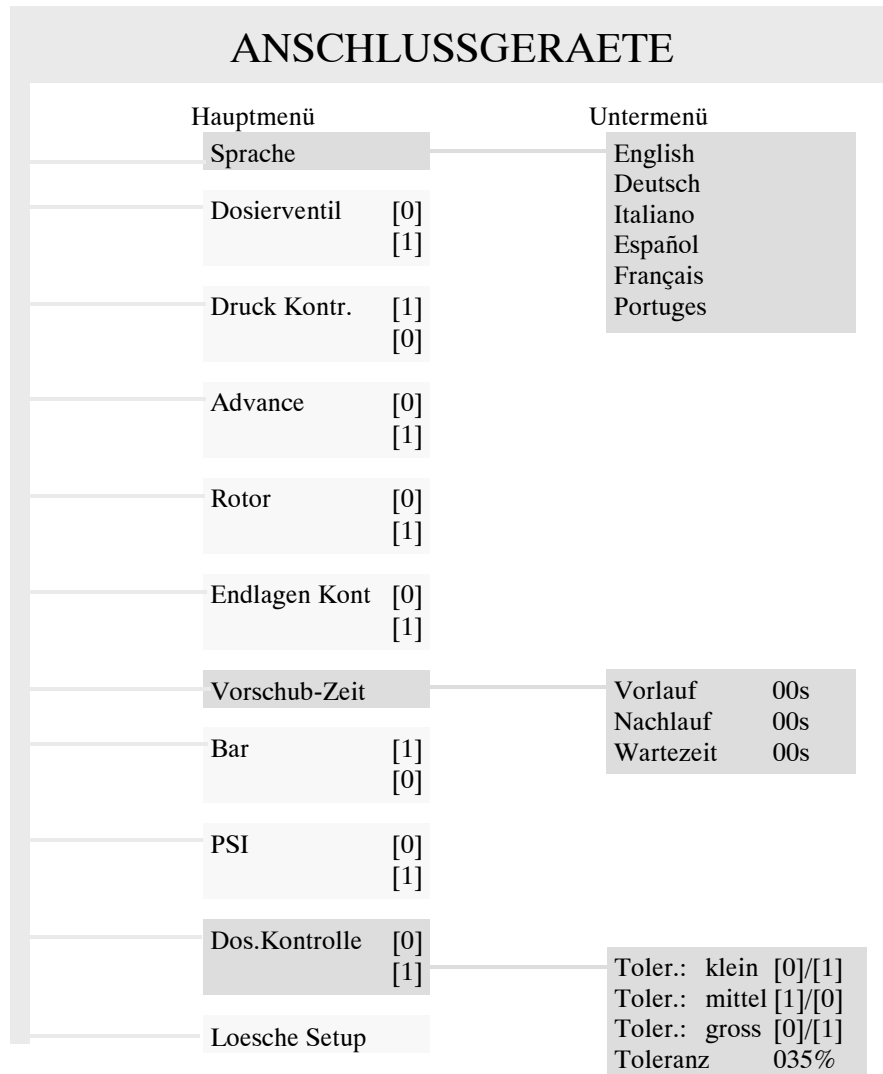 ANSCHLUSSGERAETE
Hauptmenü Untermenü
Sprache
English
Deutsch
Italiano
Español
Français
Portuges
Dosierventil [0]
[1]
Druck Kontr. [1]
[0]
Advance [0]
[1]
Rotor [0]
[1]
Endlagen Kont [0]
[1]
Vorschub-Zeit
Vorlauf 00s
Nachlauf 00s
Wartezeit 00s
Bar [1]
[0]
PSI [0]
[1]
Dos.Kontrolle [0]
[1]
Toler.: klein [0]/[1]
Toler.: mittel [1]/[0]
Toler.: gross [0]/[1]
Toleranz 035%
Loesche Setup